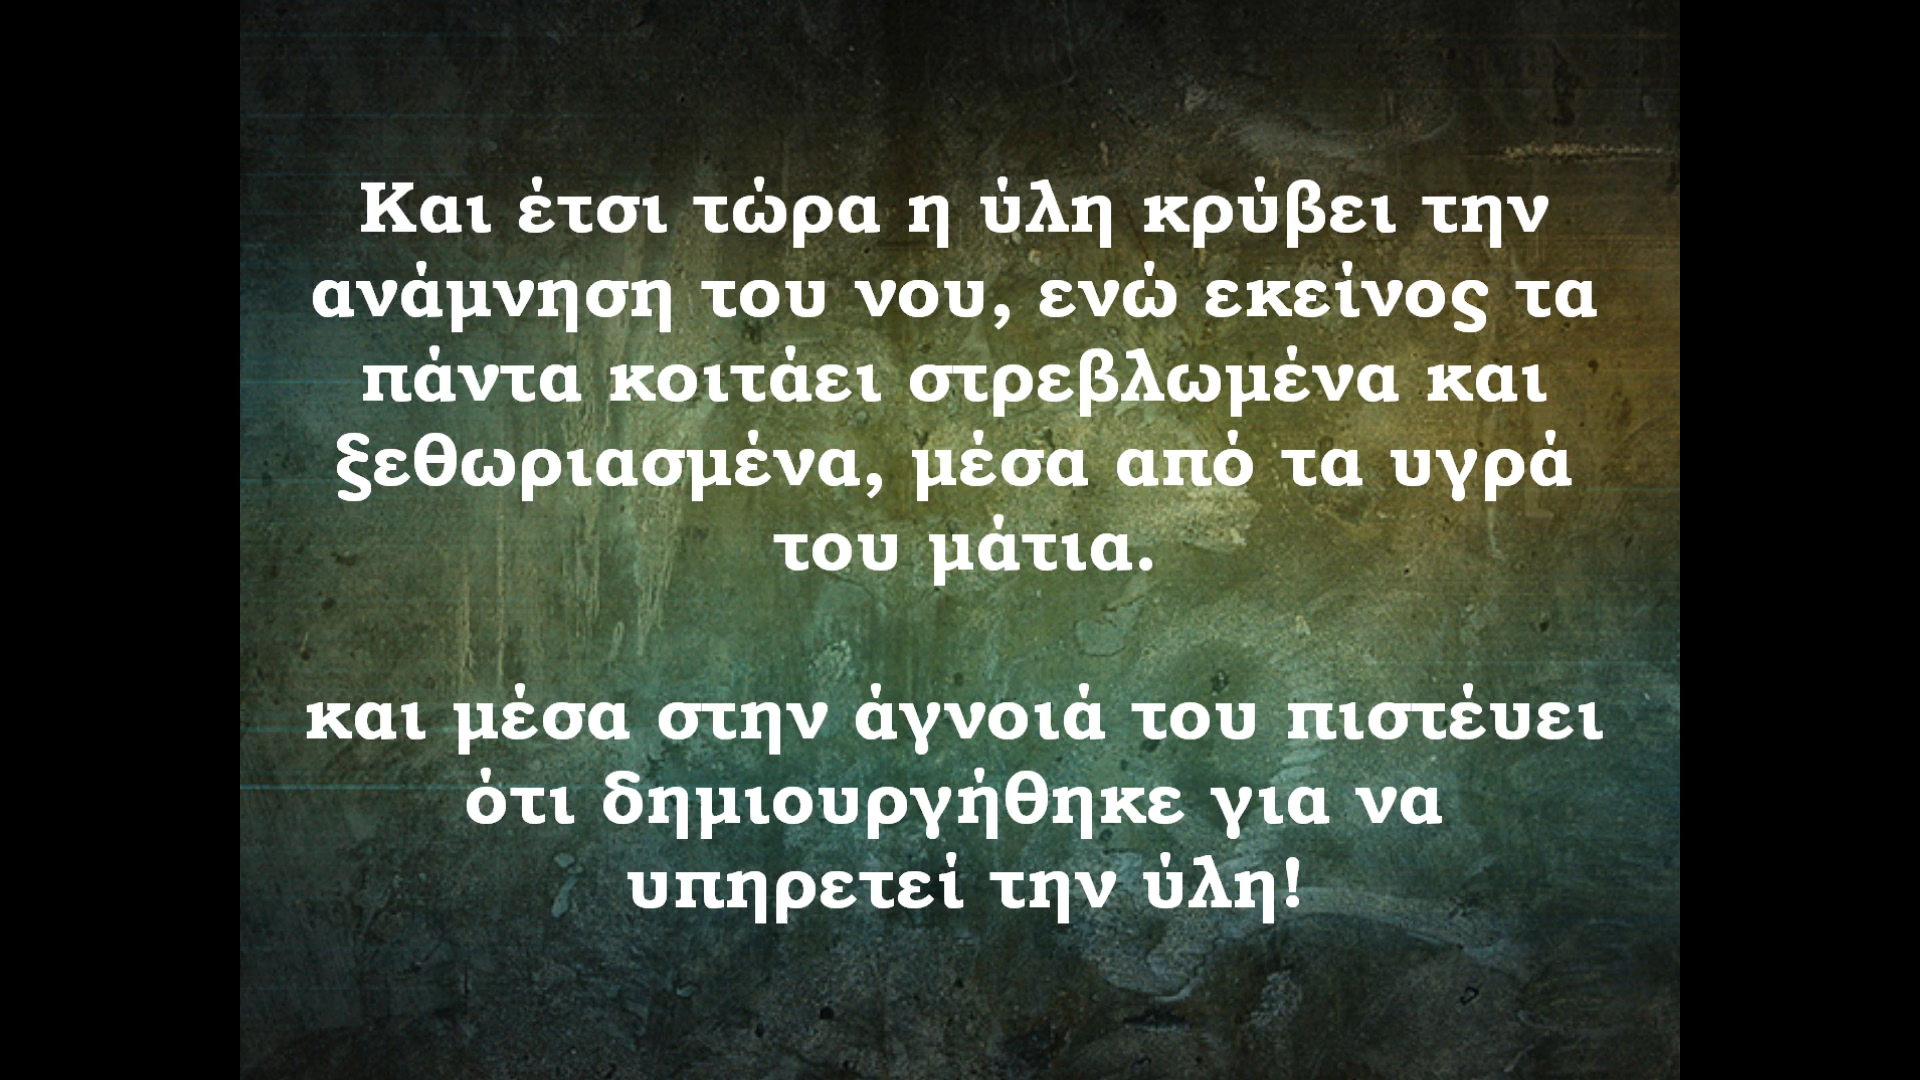 Και έτσι τώρα η ύλη κρύβει την
ανάμνηση του νου, ενώ εκείνος τα
πάντα κοιτάει στρεβλωμένα και
ξεθωριασμένα, μέσα από τα υγρά
του μάτια.
και μέσα στην άγνοιά του πιστέυει
ότι δημιουργήθηκε για να
υπηρετεί την ύλη!